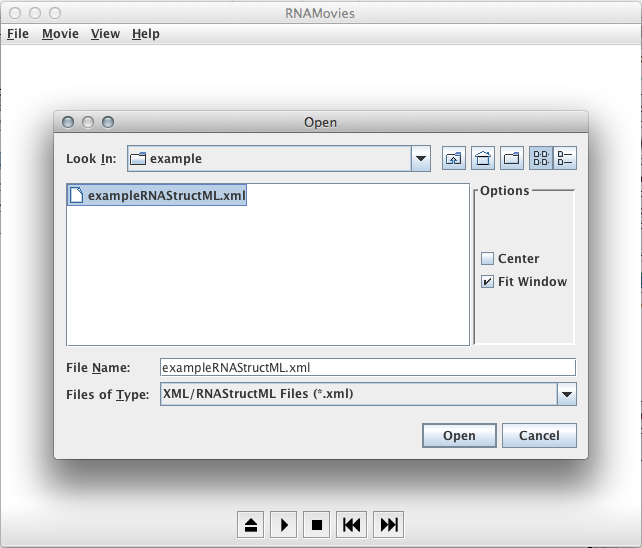 RNAMovies
File Movie View Help
Open
Look In: example
exampleRNAStructML.xml
Options
Center
Fit Window
File Name: exampleRNAStructML.xml
Files of Type: XML/RNAStructML Files (*.xml)
Open Cancel